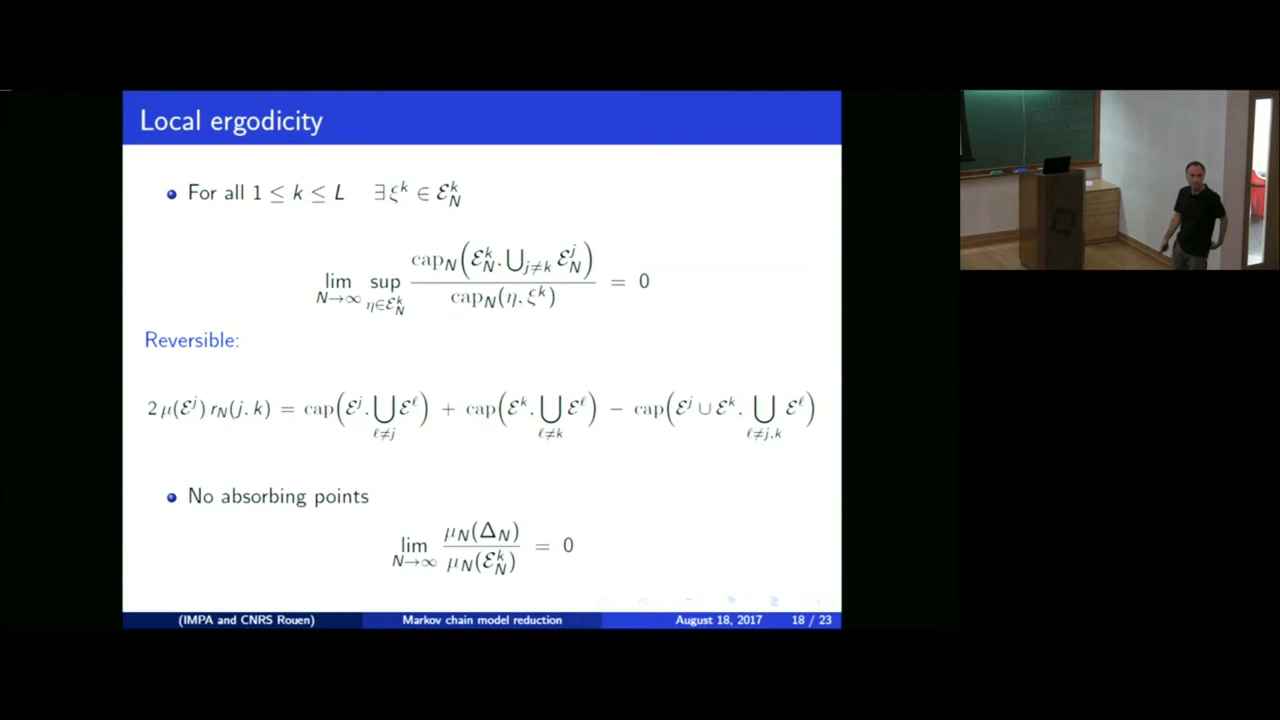 Local ergodicity
For all 1 ≤ k ≤ L ∃ ξ^k ∈ ℰ_N^k
lim_{N→∞} sup_{η∈ℰ_N^k} cap_N(ℰ_N^k, ⋃_{j≠k} ℰ_N^j) / cap_N(η, ξ^k) = 0
Reversible:
2 μ(ℰ^j) r_N(j, k) = cap(ℰ^j, ⋃_{ℓ≠j} ℰ^ℓ) + cap(ℰ^k, ⋃_{ℓ≠k} ℰ^ℓ) − cap(ℰ^j ∪ ℰ^k, ⋃_{ℓ≠j,k} ℰ^ℓ)
No absorbing points
lim_{N→∞} μ_N(Δ_N) / μ_N(ℰ_N^k) = 0
(IMPA and CNRS Rouen) Markov chain model reduction August 18, 2017 18 / 23